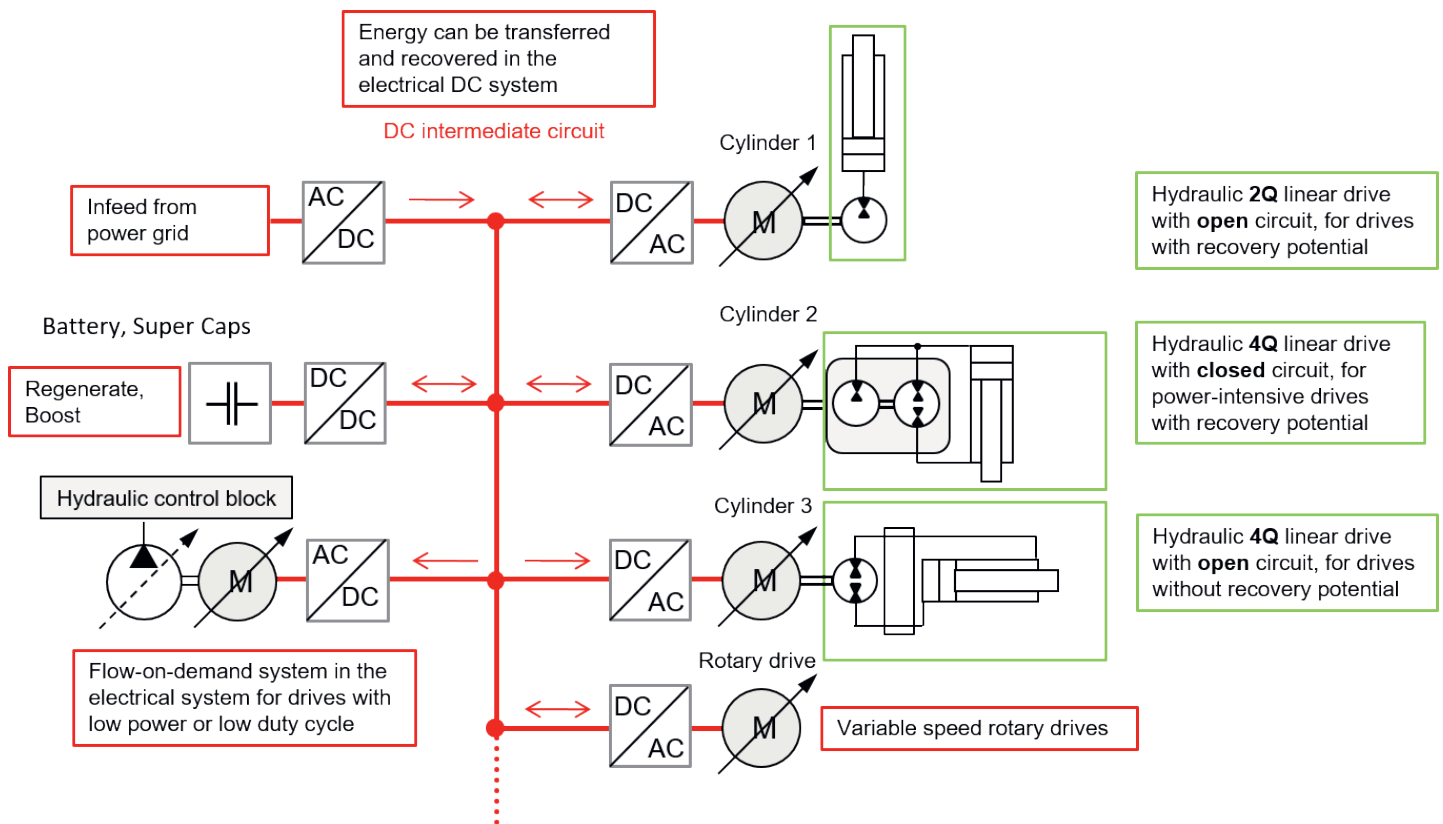 Energy can be transferred
and recovered in the
electrical DC system
DC intermediate circuit
Cylinder 1
Infeed from
power grid
AC
DC
DC
AC
M
Hydraulic 2Q linear drive
with open circuit, for drives
with recovery potential
Battery, Super Caps
Cylinder 2
Regenerate,
Boost
DC
DC
DC
AC
M
Hydraulic 4Q linear drive
with closed circuit, for
power-intensive drives
with recovery potential
Hydraulic control block
Cylinder 3
M
AC
DC
DC
AC
M
Hydraulic 4Q linear drive
with open circuit, for drives
without recovery potential
Flow-on-demand system in the
electrical system for drives with
low power or low duty cycle
Rotary drive
DC
AC
M
Variable speed rotary drives